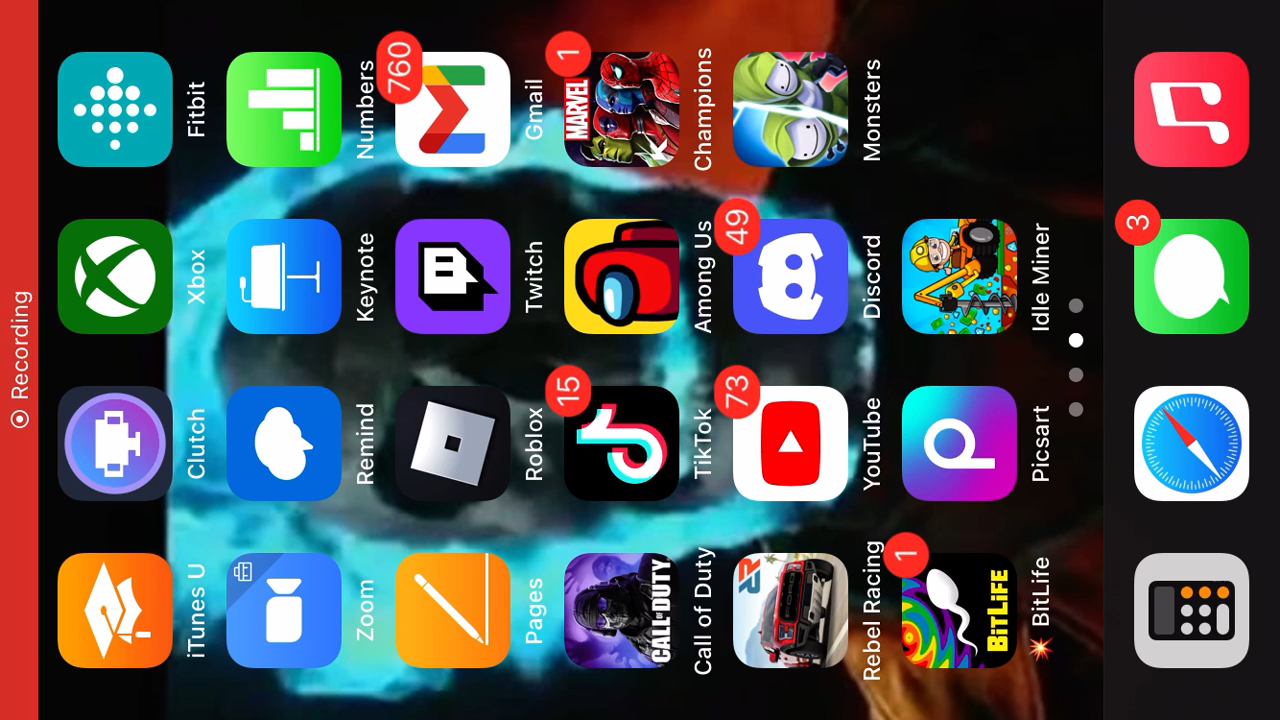 Recording
iTunes U Clutch Xbox Fitbit
Zoom Remind Keynote Numbers
760
Pages Roblox Twitch Gmail
15 1
CALL OF DUTY MARVEL
Call of Duty TikTok Among Us Champions
73 49
RR
Rebel Racing YouTube Discord Monsters
1
BITLIFE
💥 BitLife Picsart Idle Miner
3